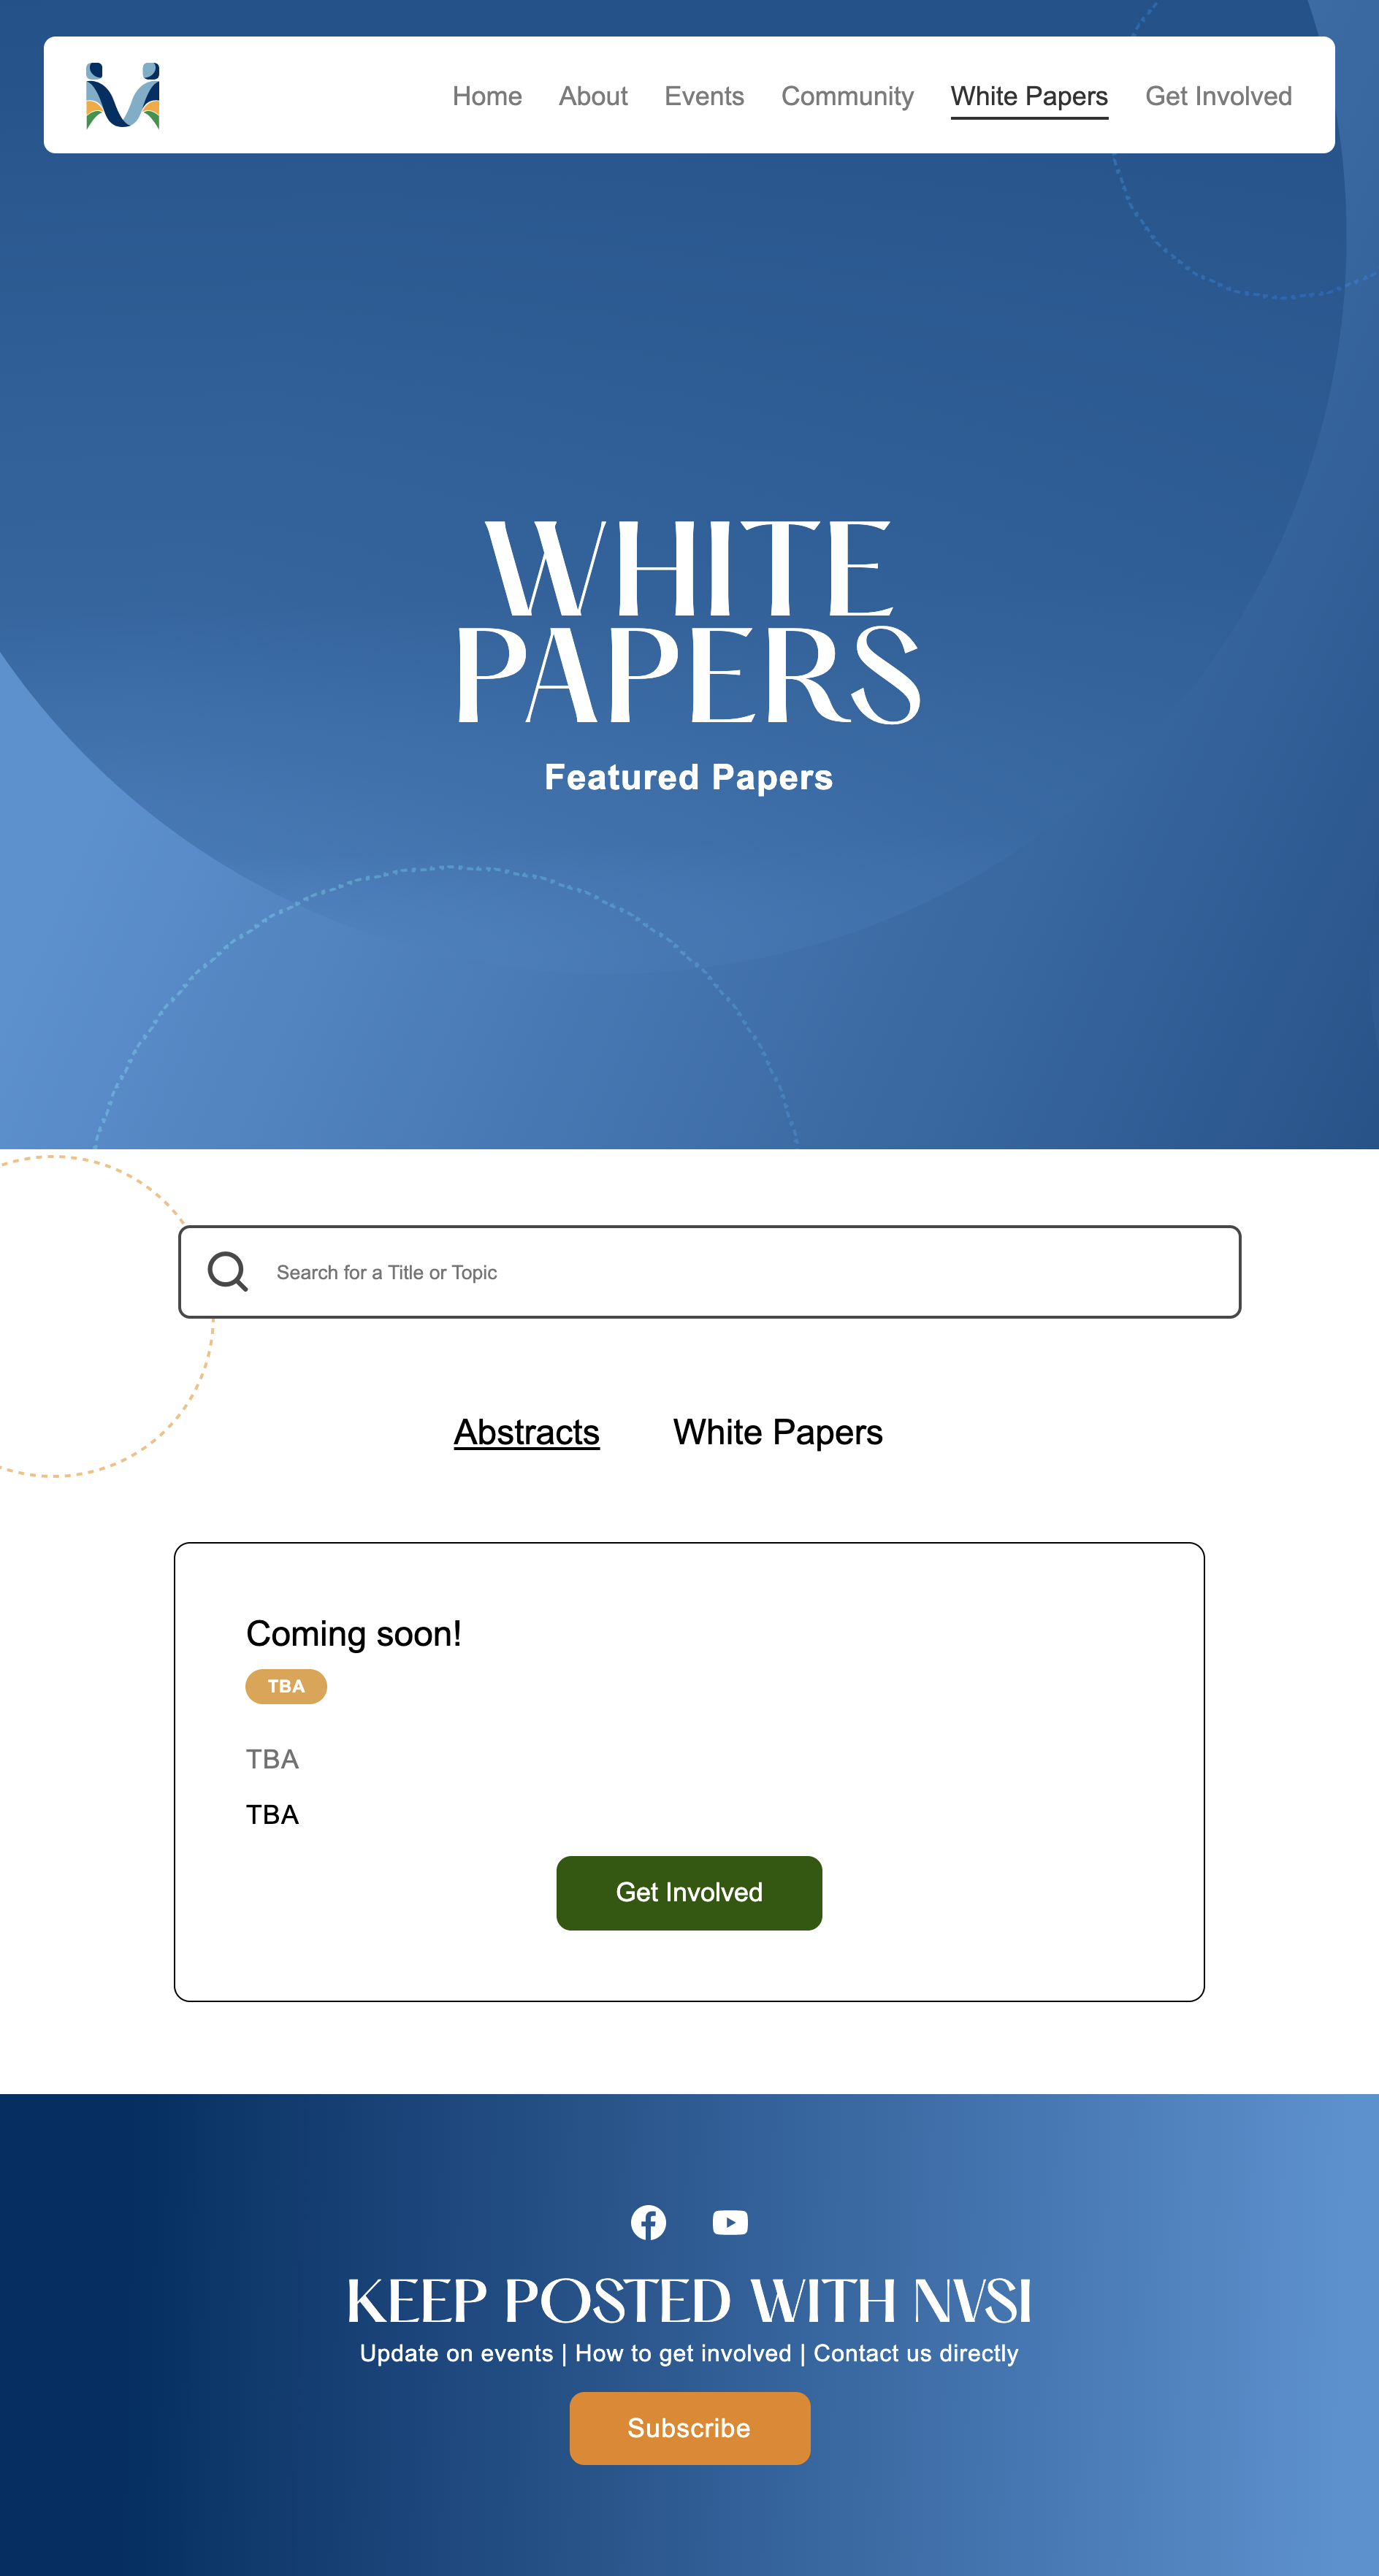 Home About Events Community White Papers Get Involved
WHITE
PAPERS
Featured Papers
Search for a Title or Topic
Abstracts White Papers
Coming soon!
TBA
TBA
TBA
Get Involved
KEEP POSTED WITH NVSI
Update on events | How to get involved | Contact us directly
Subscribe